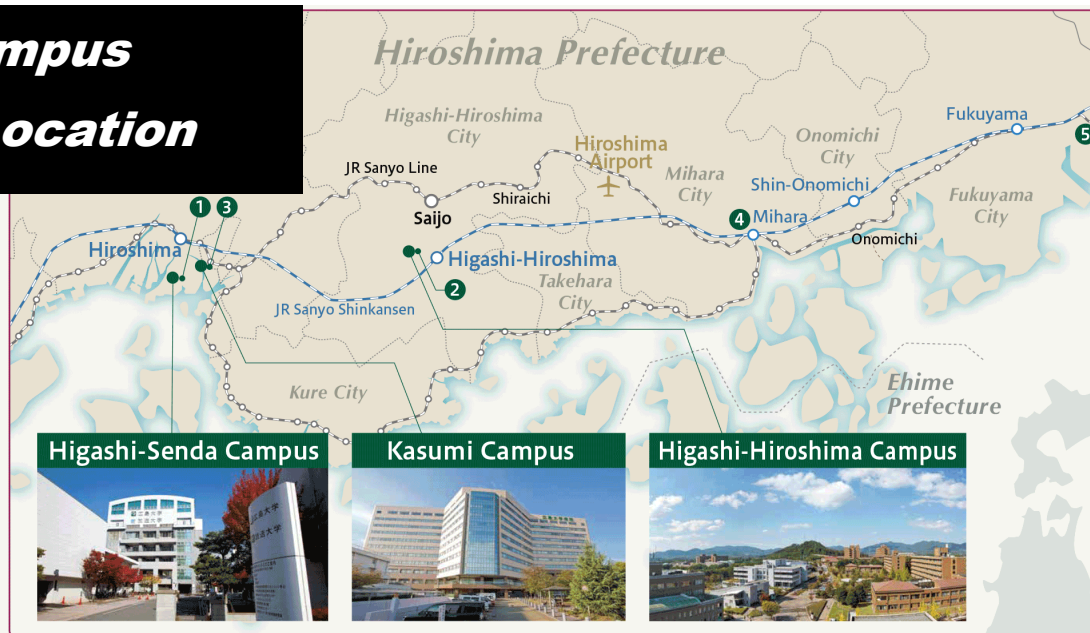 mpus
ocation
Hiroshima Prefecture
Higashi-Hiroshima
City
Hiroshima
Airport
Onomichi
City
Fukuyama
5
JR Sanyo Line
Mihara
City
Shin-Onomichi
Shiraichi
Saijo
Fukuyama
City
1
3
4
Mihara
Hiroshima
Onomichi
Higashi-Hiroshima
2
Takehara
City
JR Sanyo Shinkansen
Kure City
Ehime
Prefecture
Higashi-Senda Campus
Kasumi Campus
Higashi-Hiroshima Campus